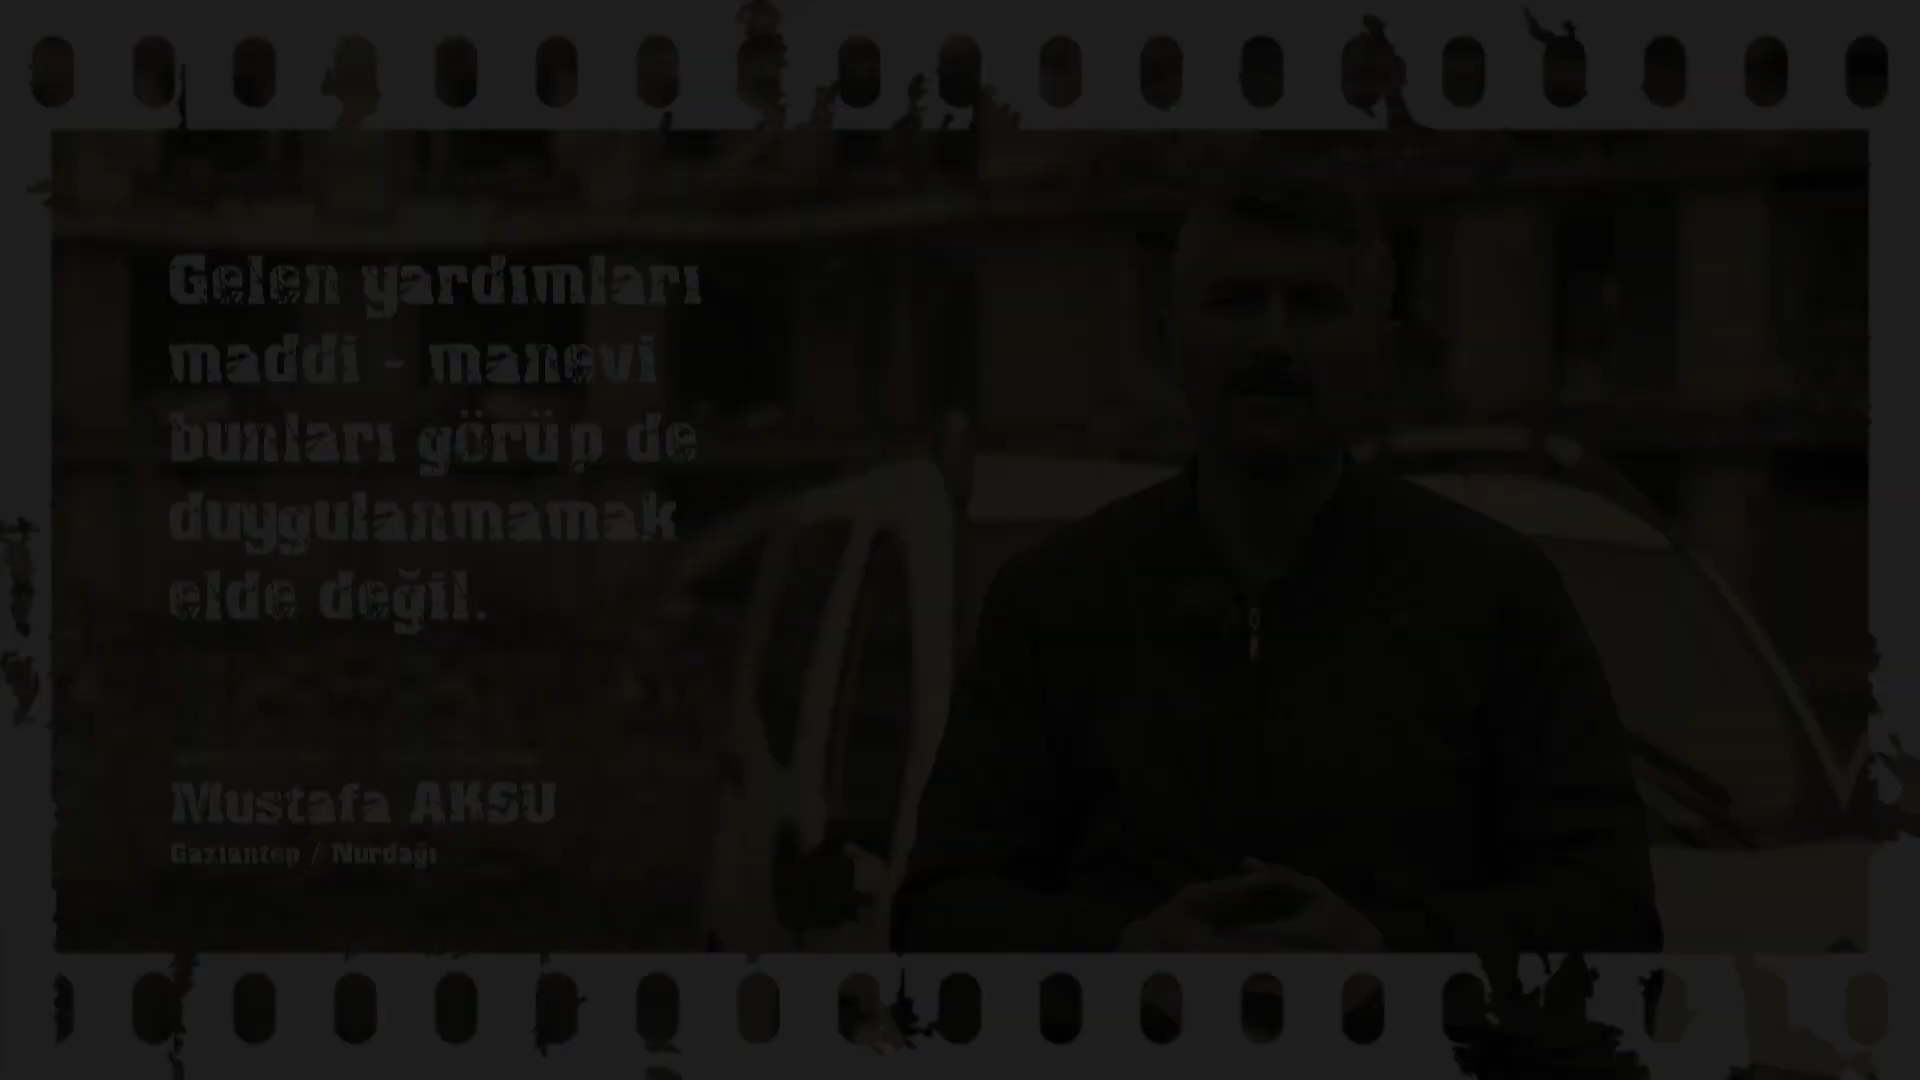 Gelen yardımları
maddi - manevi
bunları görüp de
duygulanmamak
elde değil.
Mustafa AKSU
Gaziantep / Nurdağı